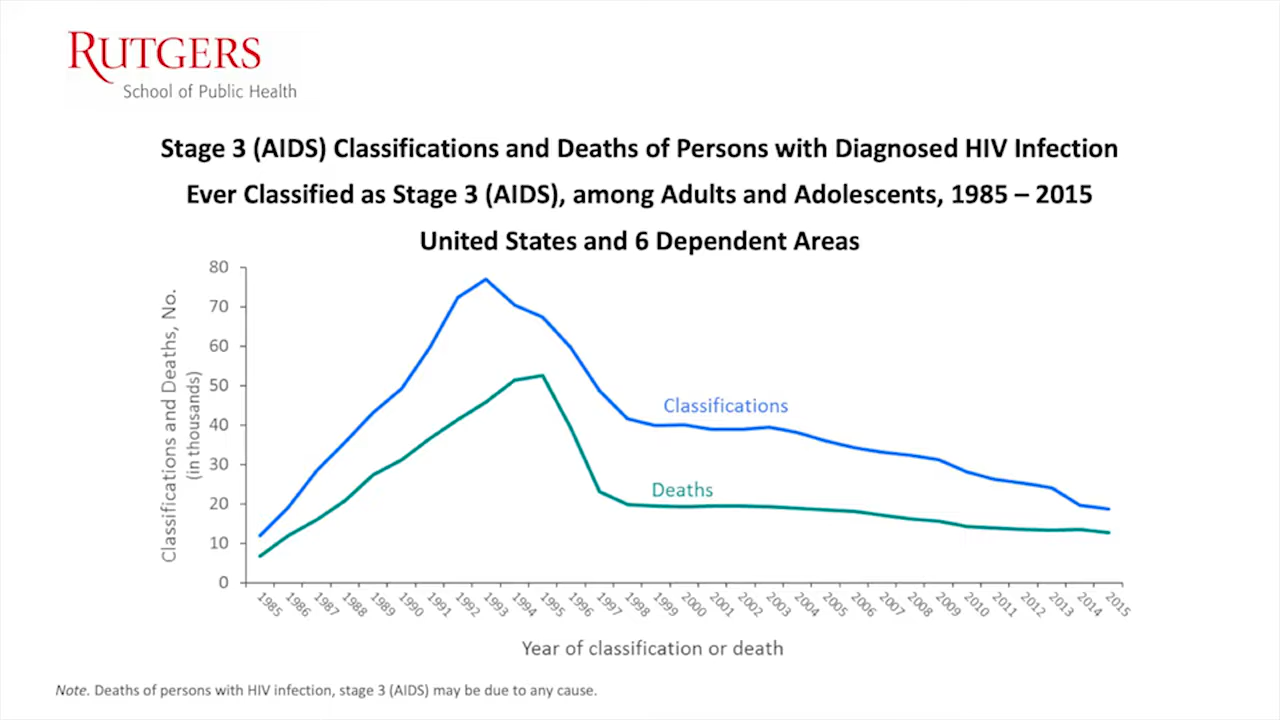 RUTGERS
School of Public Health
Stage 3 (AIDS) Classifications and Deaths of Persons with Diagnosed HIV Infection
Ever Classified as Stage 3 (AIDS), among Adults and Adolescents, 1985 – 2015
United States and 6 Dependent Areas
Classifications and Deaths, No.
(in thousands)
80
70
60
50
40
30
20
10
0
Classifications
Deaths
1985 1986 1987 1988 1989 1990 1991 1992 1993 1994 1995 1996 1997 1998 1999 2000 2001 2002 2003 2004 2005 2006 2007 2008 2009 2010 2011 2012 2013 2014 2015
Year of classification or death
Note. Deaths of persons with HIV infection, stage 3 (AIDS) may be due to any cause.